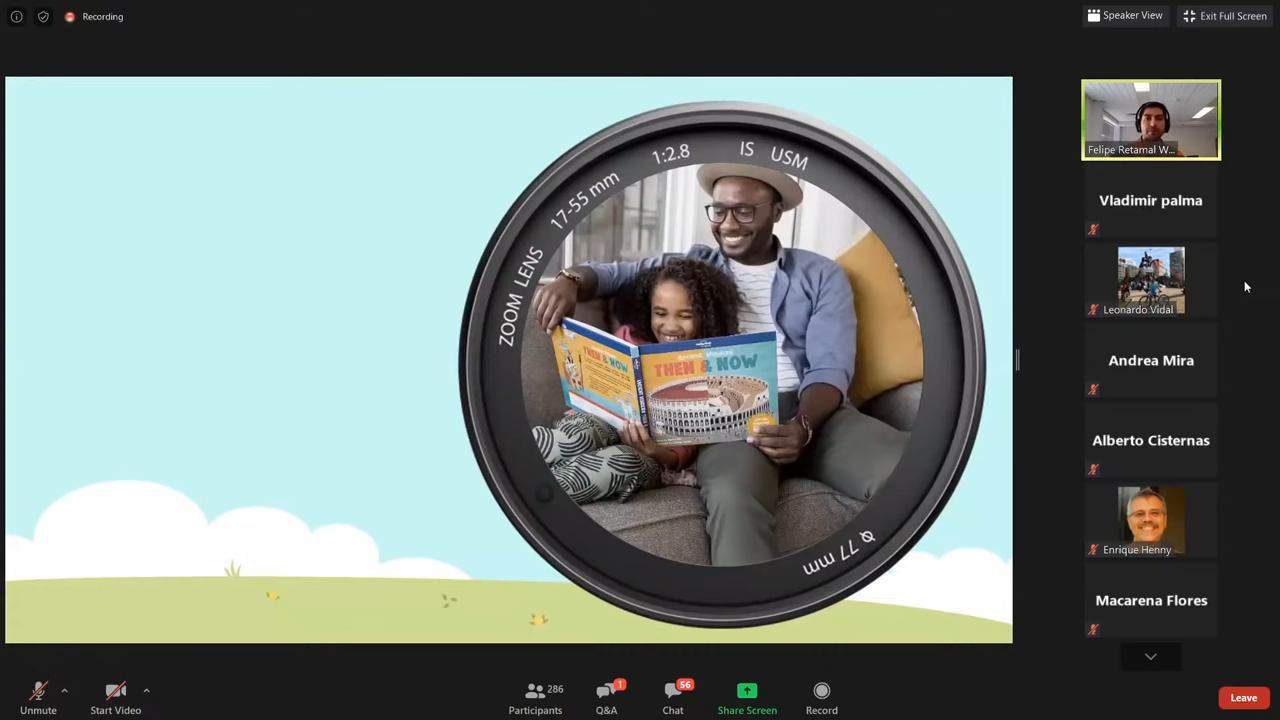 Recording
Speaker View
Exit Full Screen
ZOOM LENS 17-55 mm 1:2.8 IS USM
THEN & NOW
THEN & NOW
Ø 77 mm
Felipe Retamal W...
Vladimir palma
Leonardo Vidal
Andrea Mira
Alberto Cisternas
Enrique Henny
Macarena Flores
Unmute
Start Video
286
Participants
1
Q&A
56
Chat
Share Screen
Record
Leave